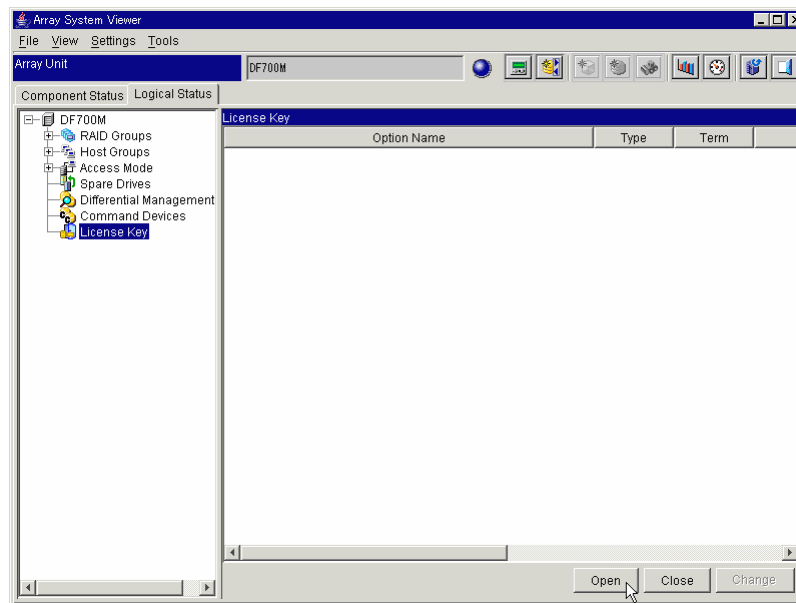 Array System Viewer
File View Settings Tools
Array Unit
DF700M
Component Status Logical Status
DF700M
RAID Groups
Host Groups
Access Mode
Spare Drives
Differential Management
Command Devices
License Key
License Key
Option Name Type Term
Open Close Change